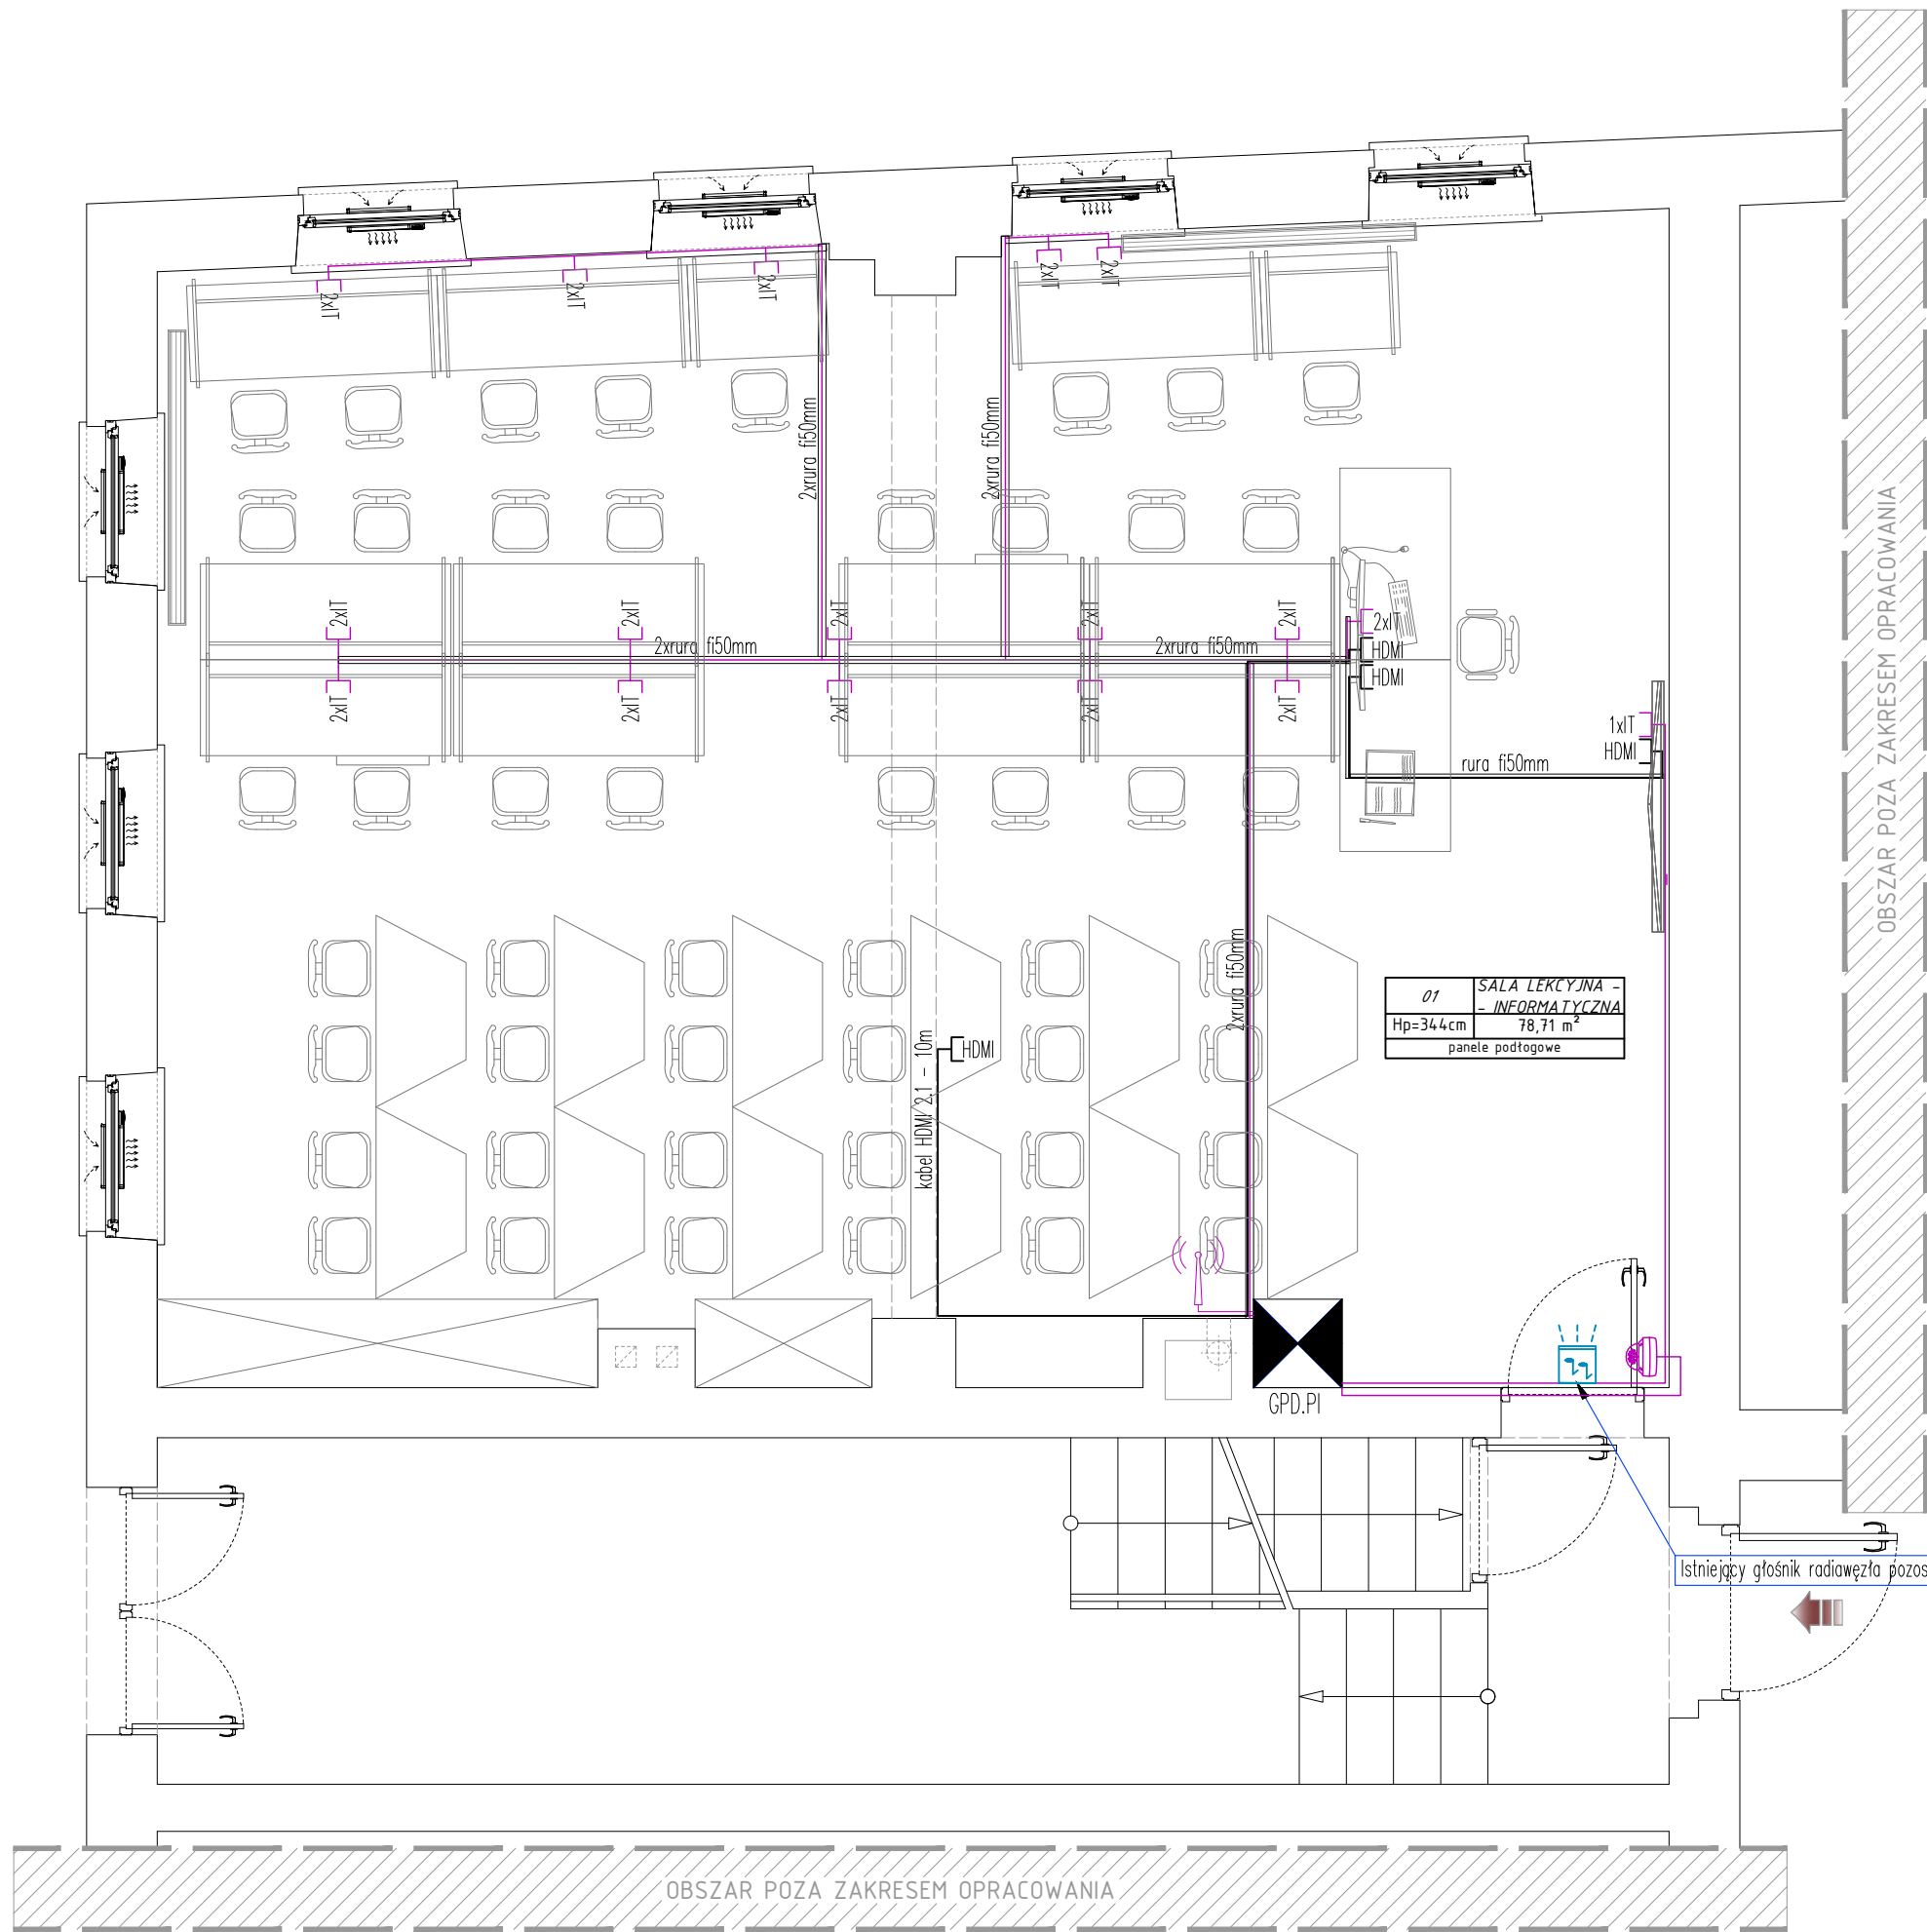 2xIT
2xIT
2xIT
2xIT
2xIT
2xrura fi50mm
2xrura fi50mm
2xIT
2xIT
2xIT
2xIT
2xIT
2xrura fi50mm
2xrura fi50mm
2xIT
HDMI
HDMI
2xIT
2xIT
2xIT
2xIT
2xIT
1xIT
HDMI
rura fi50mm
OBSZAR POZA ZAKRESEM OPRACOWANIA
2xrura fi50mm
01
SALA LEKCYJNA -
- INFORMATYCZNA
Hp=344cm
78,71 m²
panele podłogowe
HDMI
kabel HDMI 2.1 - 10m
GPD.PI
Istniejący głośnik radiawęzła
OBSZAR POZA ZAKRESEM OPRACOWANIA